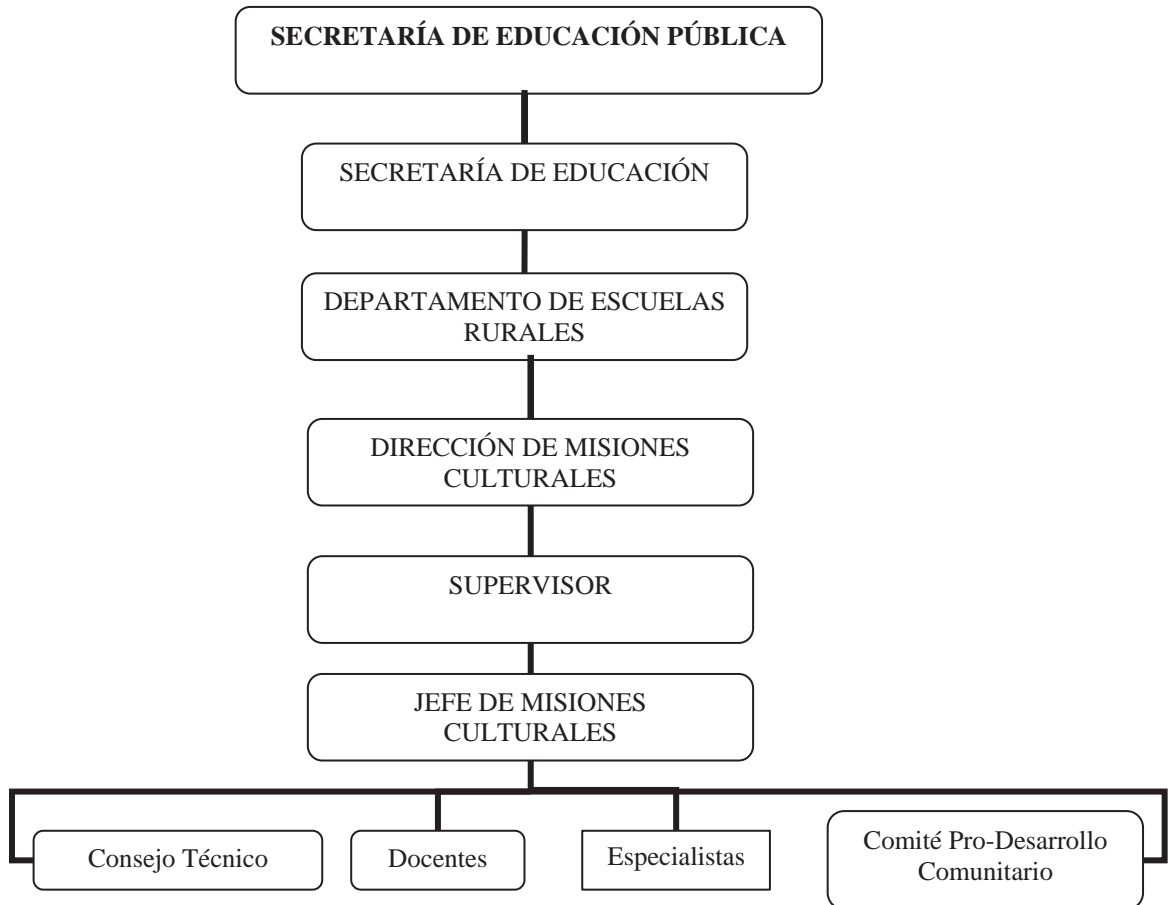 SECRETARÍA DE EDUCACIÓN PÚBLICA
SECRETARÍA DE EDUCACIÓN
DEPARTAMENTO DE ESCUELAS
RURALES
DIRECCIÓN DE MISIONES
CULTURALES
SUPERVISOR
JEFE DE MISIONES
CULTURALES
Consejo Técnico
Docentes
Especialistas
Comité Pro-Desarrollo
Comunitario